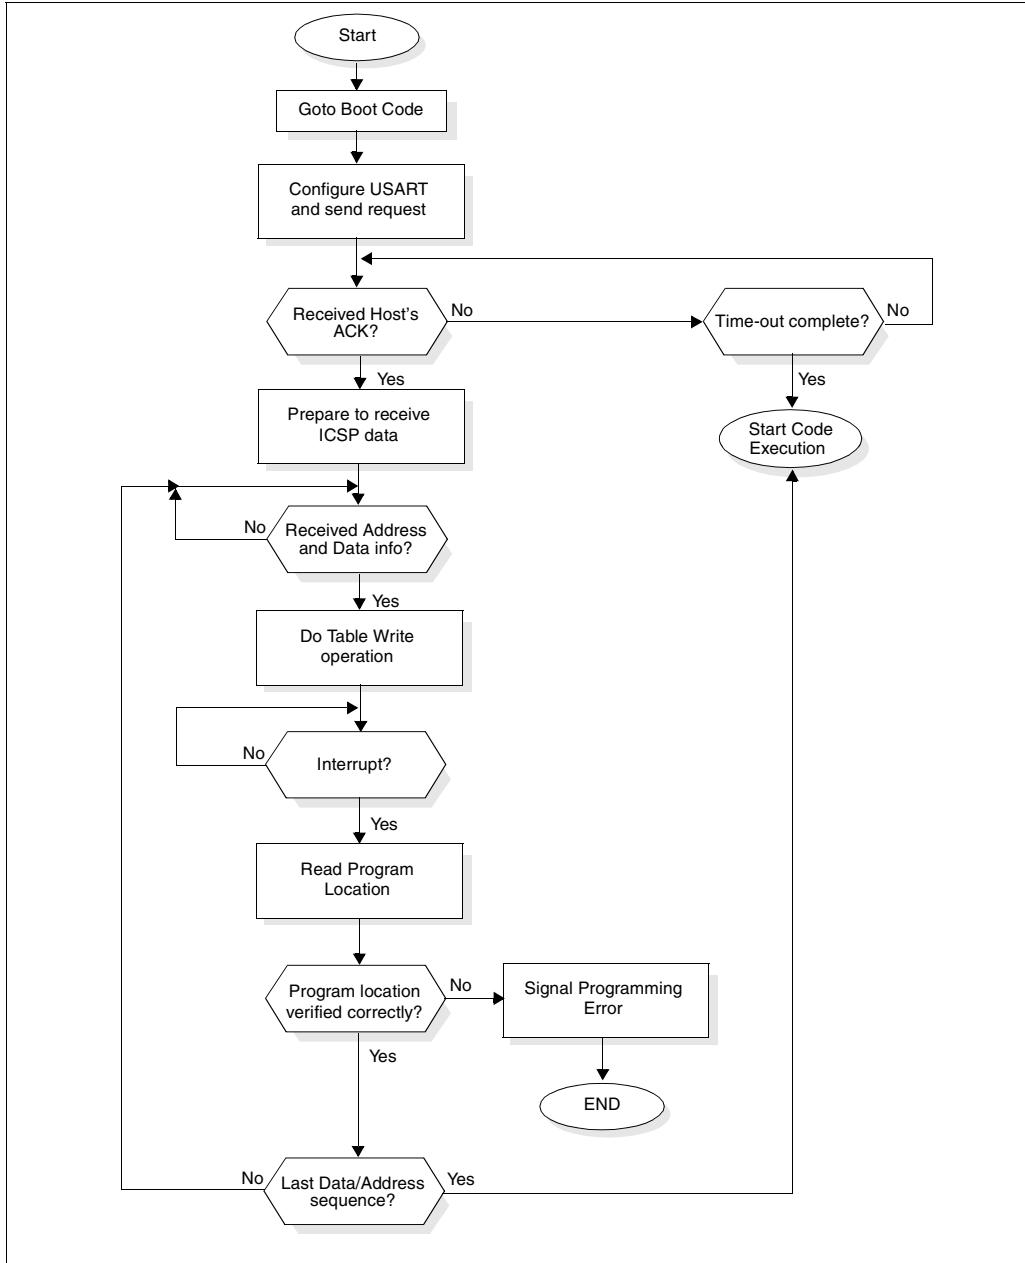 Start
Goto Boot Code
Configure USART
and send request
Received Host's
ACK?
No
Time-out complete?
No
Yes
Yes
Prepare to receive
ICSP data
Start Code
Execution
No
Received Address
and Data info?
Yes
Do Table Write
operation
No
Interrupt?
Yes
Read Program
Location
Program location
verified correctly?
No
Signal Programming
Error
Yes
END
No
Last Data/Address
sequence?
Yes